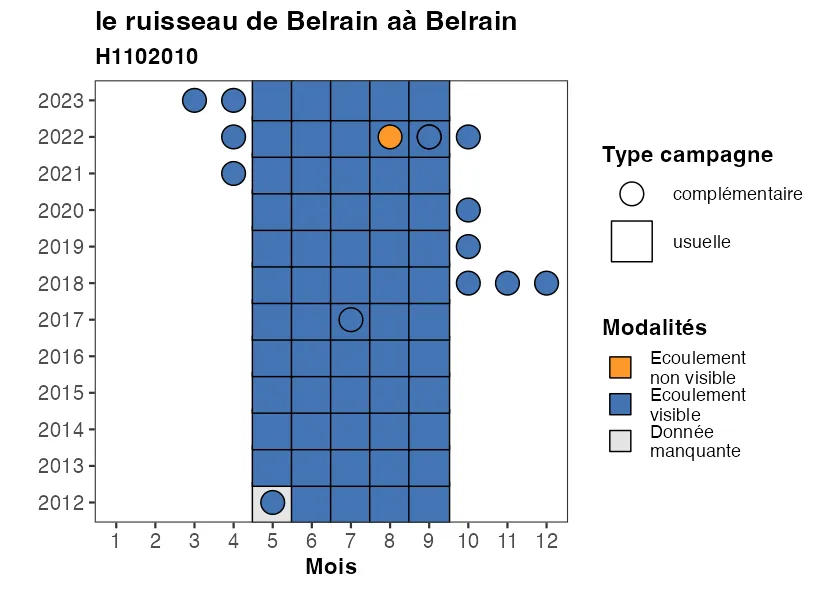 le ruisseau de Belrain aà Belrain
H1102010
2023
2022
2021
2020
2019
2018
2017
2016
2015
2014
2013
2012
1 2 3 4 5 6 7 8 9 10 11 12
Mois
Type campagne
complémentaire
usuelle
Modalités
Ecoulement
non visible
Ecoulement
visible
Donnée
manquante